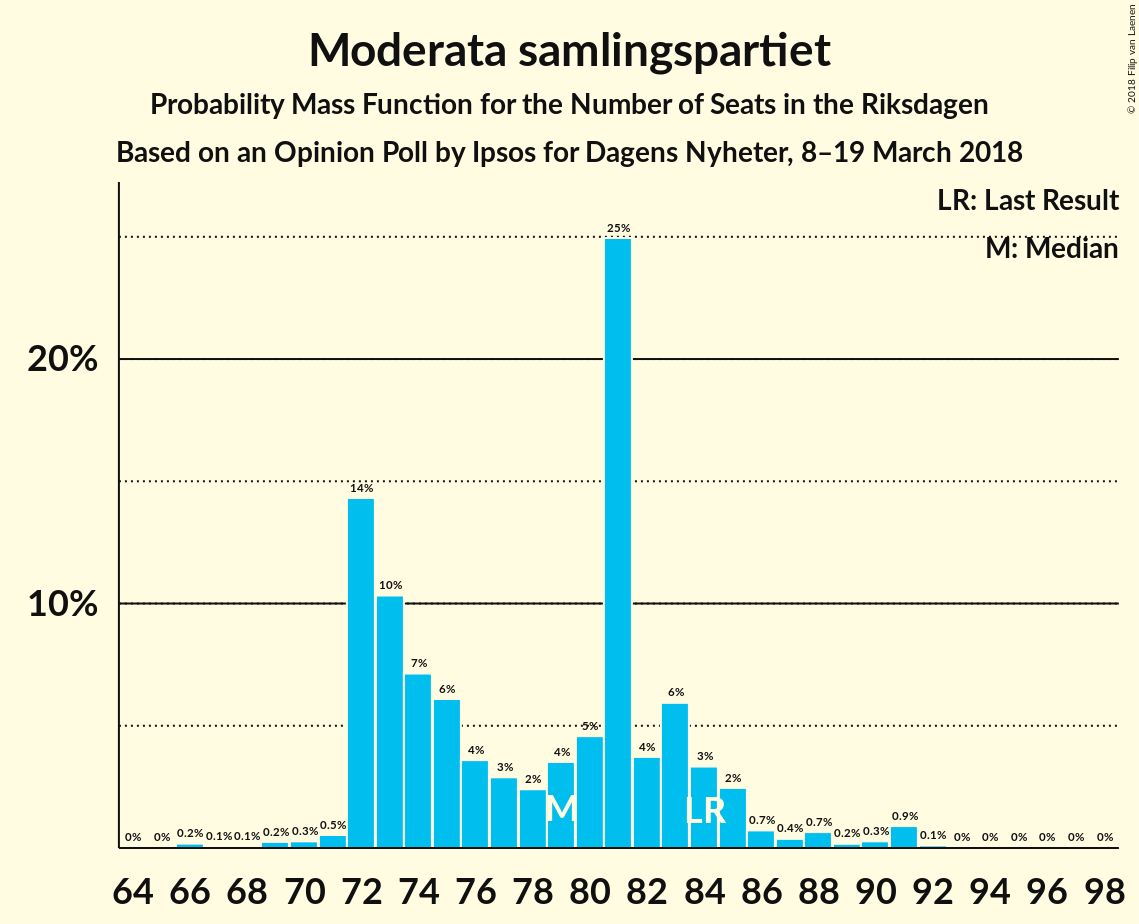 © 2018 Filip van Laenen
Moderata samlingspartiet
Probability Mass Function for the Number of Seats in the Riksdagen
Based on an Opinion Poll by Ipsos for Dagens Nyheter, 8–19 March 2018
LR: Last Result
M: Median
20%
10%
0% 0% 0.2% 0.1% 0.1% 0.2% 0.3% 0.5% 14% 10% 7% 6% 4% 3% 2% 4% 5% 25% 4% 6% 3% 2% 0.7% 0.4% 0.7% 0.2% 0.3% 0.9% 0.1% 0% 0% 0% 0% 0% 0%
M LR
64 66 68 70 72 74 76 78 80 82 84 86 88 90 92 94 96 98